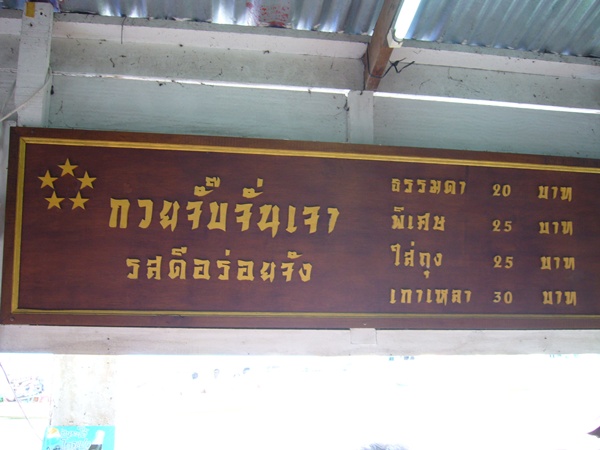 กวยจั๊บจั่นเจา
รสดีอร่อยจัง
ธรรมดา 20 บาท
พิเศษ 25 บาท
ใส่ถุง 25 บาท
เกาเหลา 30 บาท